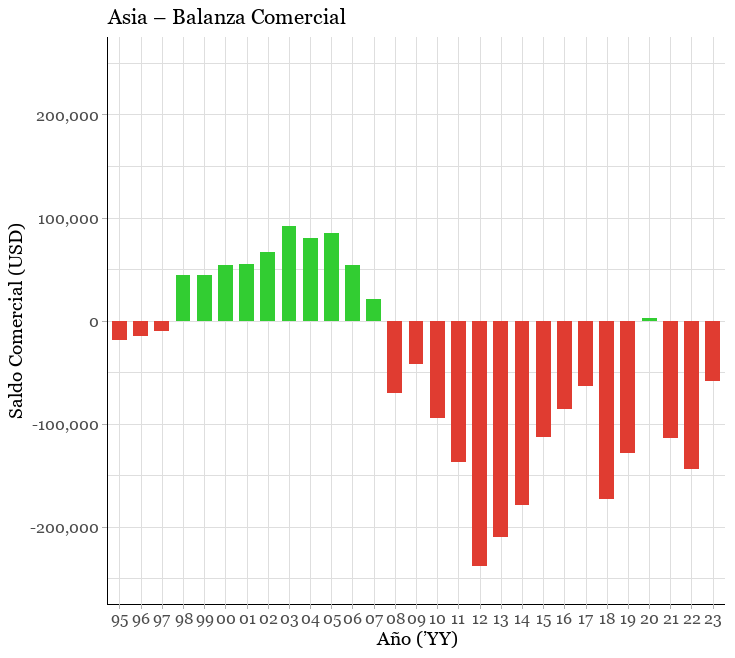 Asia – Balanza Comercial
Saldo Comercial (USD)
200,000
100,000
0
-100,000
-200,000
95 96 97 98 99 00 01 02 03 04 05 06 07 08 09 10 11 12 13 14 15 16 17 18 19 20 21 22 23
Año ('YY)